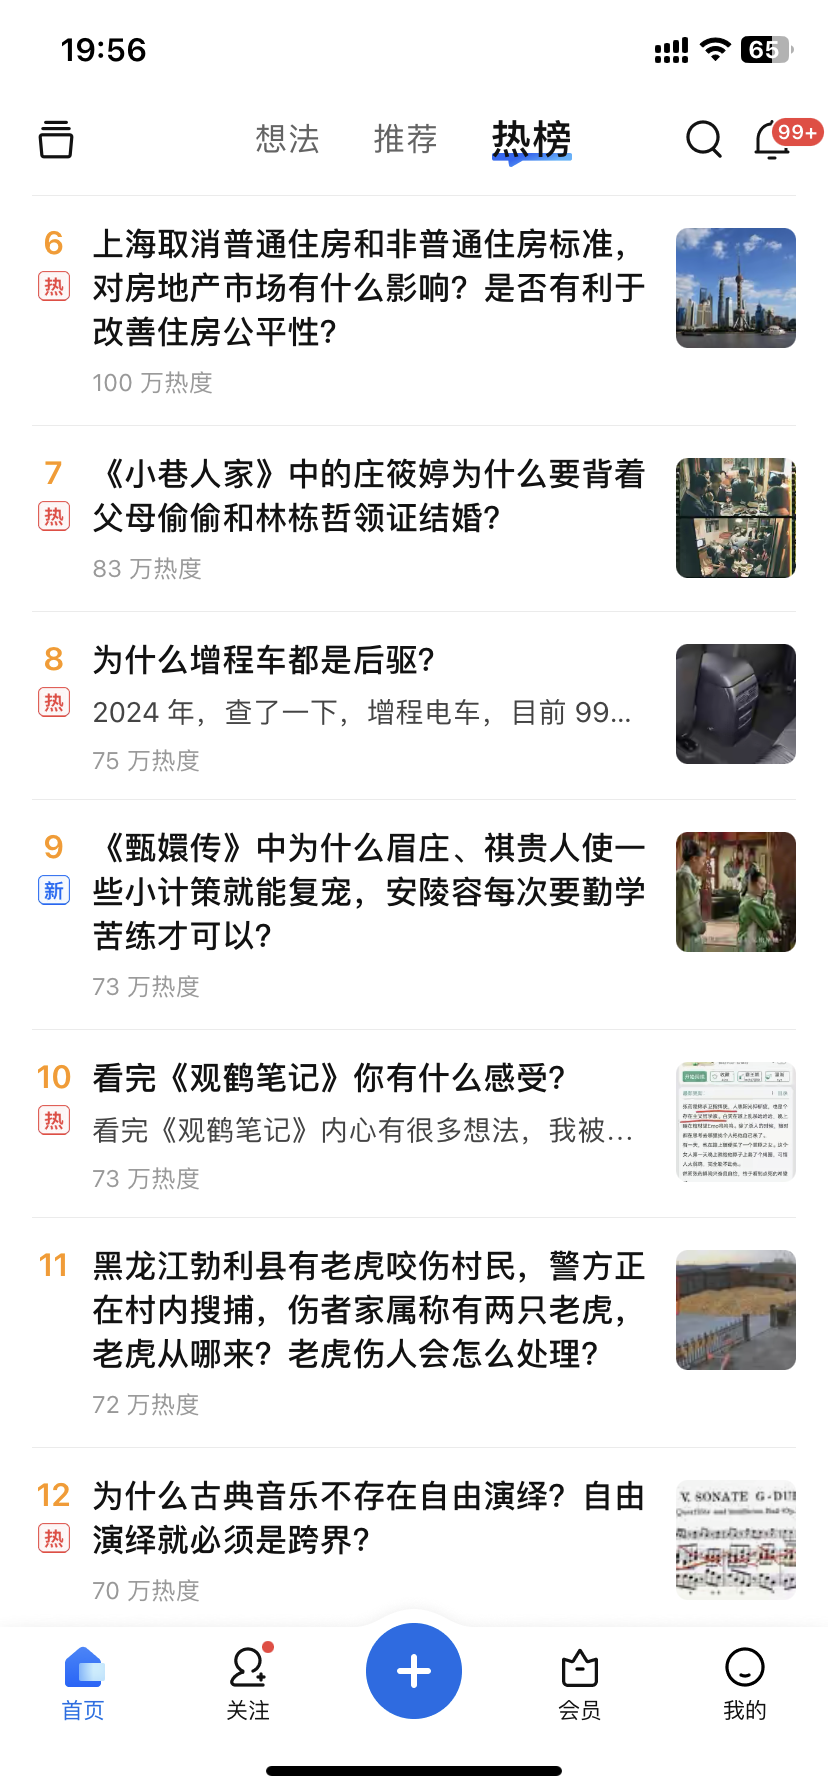 19:56
65
想法
推荐
热榜
99+
6
热
上海取消普通住房和非普通住房标准，
对房地产市场有什么影响？是否有利于
改善住房公平性？
100 万热度
7
热
《小巷人家》中的庄筱婷为什么要背着
父母偷偷和林栋哲领证结婚？
83 万热度
8
热
为什么增程车都是后驱？
2024 年，查了一下，增程电车，目前 99...
75 万热度
9
新
《甄嬛传》中为什么眉庄、祺贵人使一
些小计策就能复宠，安陵容每次要勤学
苦练才可以？
73 万热度
10
热
看完《观鹤笔记》你有什么感受？
看完《观鹤笔记》内心有很多想法，我被...
73 万热度
11
黑龙江勃利县有老虎咬伤村民，警方正
在村内搜捕，伤者家属称有两只老虎，
老虎从哪来？老虎伤人会怎么处理？
72 万热度
12
热
为什么古典音乐不存在自由演绎？自由
演绎就必须是跨界？
70 万热度
V. SONATE G-DUR
首页
关注
会员
我的